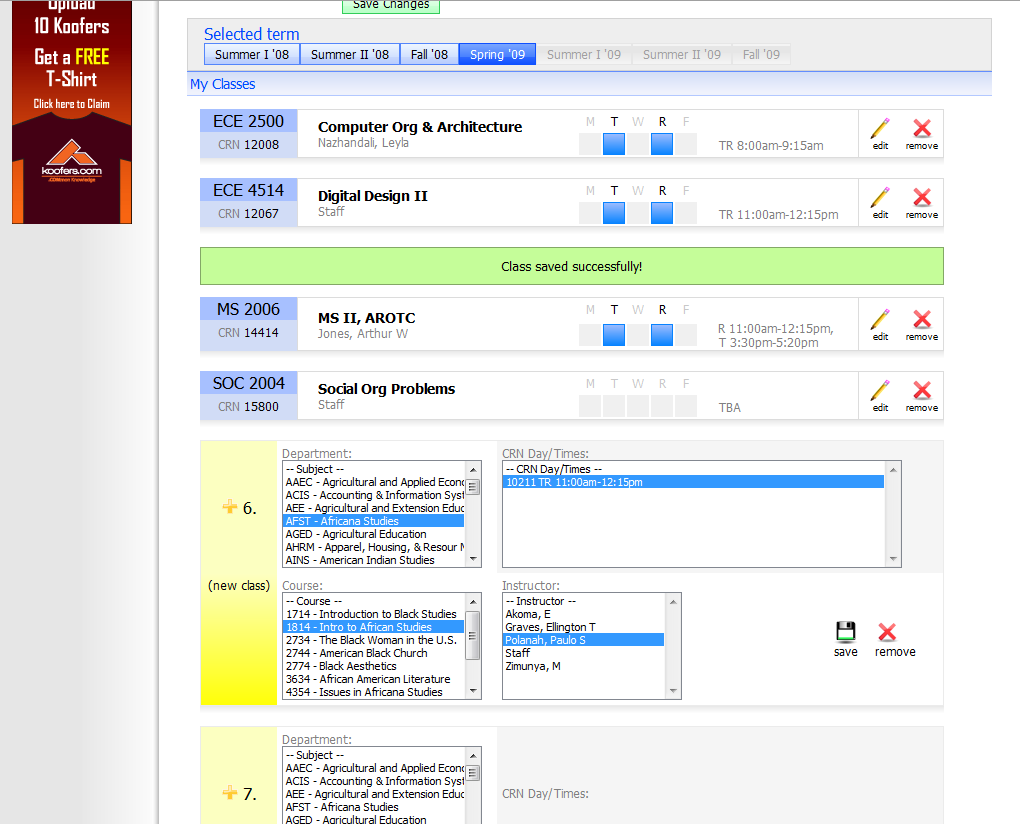 Upload
10 Koofers
Get a FREE
T-Shirt
Click here to Claim
koofers.com
Save Changes
Selected term
Summer I '08 Summer II '08 Fall '08 Spring '09 Summer I '09 Summer II '09 Fall '09
My Classes
ECE 2500
CRN 12008
Computer Org & Architecture
Nazhandali, Leyla
M T W R F
TR 8:00am-9:15am
edit remove
ECE 4514
CRN 12067
Digital Design II
Staff
M T W R F
TR 11:00am-12:15pm
edit remove
Class saved successfully!
MS 2006
CRN 14414
MS II, AROTC
Jones, Arthur W
M T W R F
R 11:00am-12:15pm,
T 3:30pm-5:20pm
edit remove
SOC 2004
CRN 15800
Social Org Problems
Staff
M T W R F
TBA
edit remove
6.
(new class)
Department:
-- Subject --
AAEC - Agricultural and Applied Econo
ACIS - Accounting & Information Syst
AEE - Agricultural and Extension Educ
AFST - Africana Studies
AGED - Agricultural Education
AHRM - Apparel, Housing, & Resour M
AINS - American Indian Studies
CRN Day/Times:
-- CRN Day/Times --
10211 TR 11:00am-12:15pm
Course:
-- Course --
1714 - Introduction to Black Studies
1814 - Intro to African Studies
2734 - The Black Woman in the U.S.
2744 - American Black Church
2774 - Black Aesthetics
3634 - African American Literature
4354 - Issues in Africana Studies
Instructor:
-- Instructor --
Akoma, E
Graves, Ellington T
Polanah, Paulo S
Staff
Zimunya, M
save remove
7.
Department:
-- Subject --
AAEC - Agricultural and Applied Econo
ACIS - Accounting & Information Syst
AEE - Agricultural and Extension Educ
AFST - Africana Studies
AGED - Agricultural Education
CRN Day/Times: